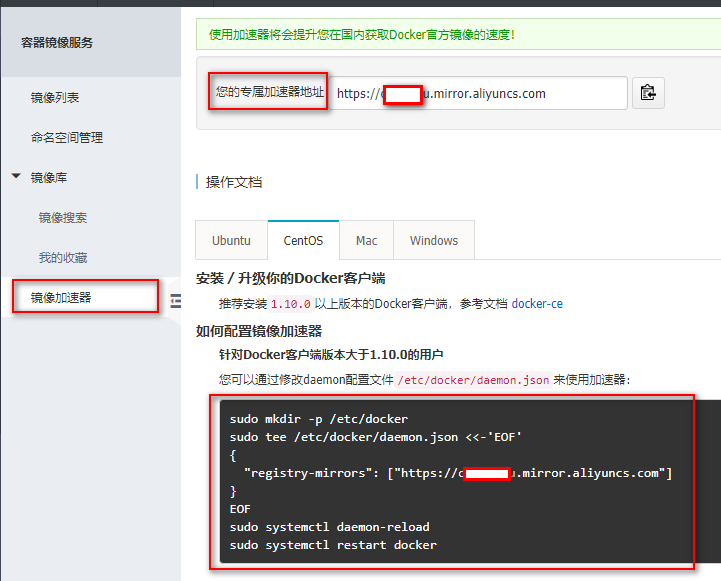 容器镜像服务
镜像列表
命名空间管理
镜像库
镜像搜索
我的收藏
镜像加速器
使用加速器将会提升您在国内获取Docker官方镜像的速度!
您的专属加速器地址
https://c u.mirror.aliyuncs.com
操作文档
Ubuntu CentOS Mac Windows
安装 / 升级你的Docker客户端
推荐安装 1.10.0 以上版本的Docker客户端，参考文档 docker-ce
如何配置镜像加速器
针对Docker客户端版本大于1.10.0的用户
您可以通过修改daemon配置文件 /etc/docker/daemon.json 来使用加速器：
sudo mkdir -p /etc/docker
sudo tee /etc/docker/daemon.json <<-'EOF'
{
"registry-mirrors": ["https://c u.mirror.aliyuncs.com"]
}
EOF
sudo systemctl daemon-reload
sudo systemctl restart docker